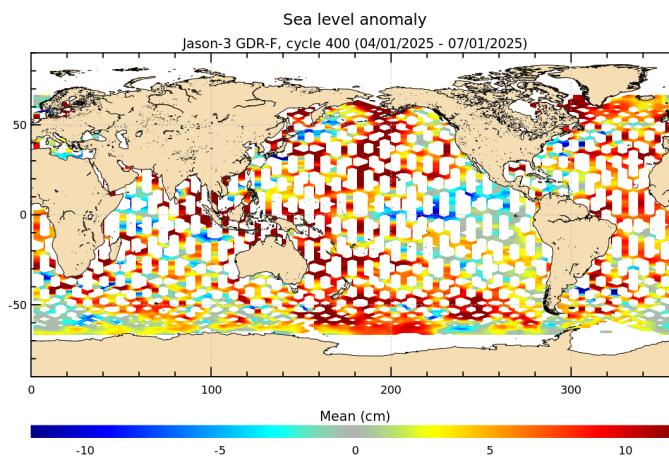 Sea level anomaly
Jason-3 GDR-F, cycle 400 (04/01/2025 - 07/01/2025)
50
0
-50
0 100 200 300
Mean (cm)
-10 -5 0 5 10